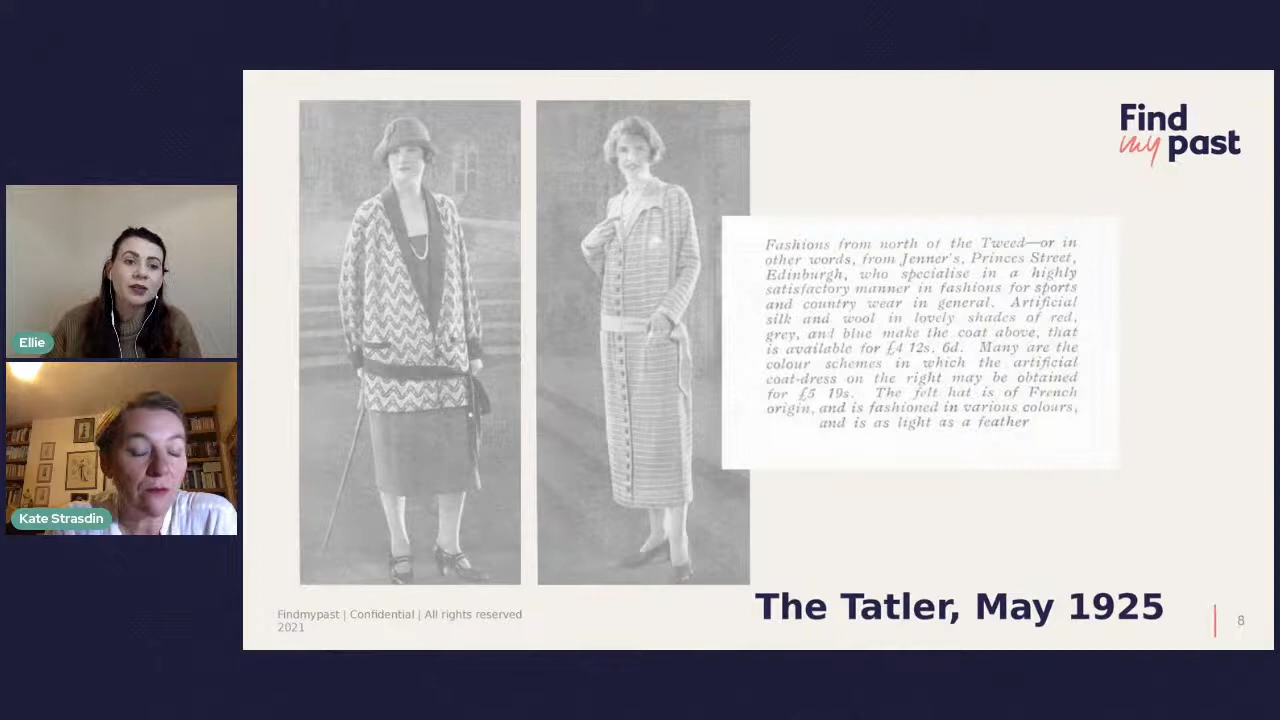 Find
my past
Fashions from north of the Tweed—or in
other words, from Jenner's, Princes Street,
Edinburgh, who specialise in a highly
satisfactory manner in fashions for sports
and country wear in general. Artificial
silk and wool in lovely shades of red,
grey, and blue make the coat above, that
is available for £4 12s. 6d. Many are the
colour schemes in which the artificial
coat-dress on the right may be obtained
for £5 19s. The felt hat is of French
origin, and is fashioned in various colours,
and is as light as a feather
Ellie
Kate Strasdin
The Tatler, May 1925
Findmypast | Confidential | All rights reserved
2021
8